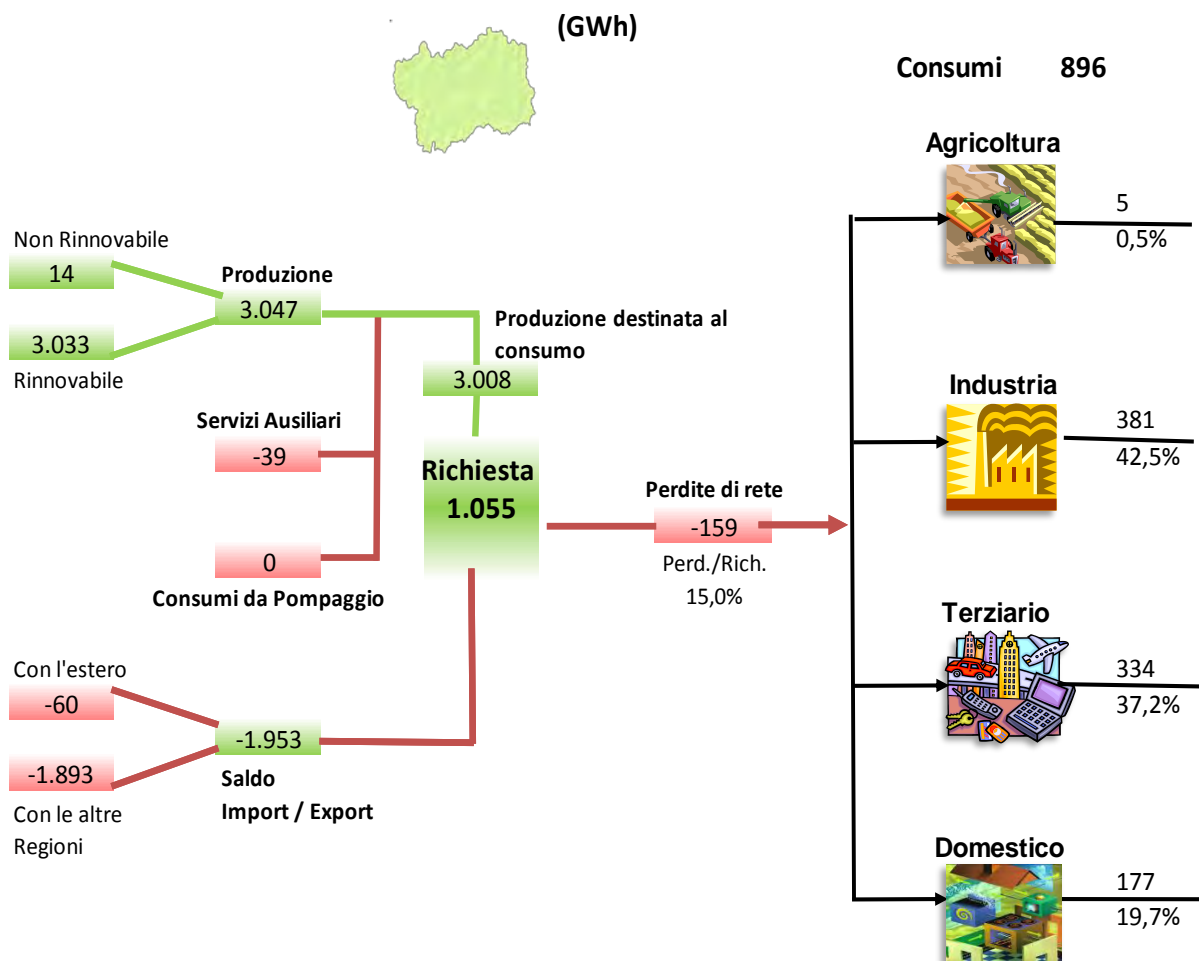 (GWh)
Consumi 896
Agricoltura
5
0,5%
Non Rinnovabile
14
Produzione
3.047
3.033
Rinnovabile
Produzione destinata al
consumo
3.008
Servizi Ausiliari
-39
Richiesta
1.055
0
Consumi da Pompaggio
Perdite di rete
-159
Perd./Rich.
15,0%
Industria
381
42,5%
Con l'estero
-60
-1.953
-1.893
Saldo
Import / Export
Con le altre
Regioni
Terziario
334
37,2%
Domestico
177
19,7%